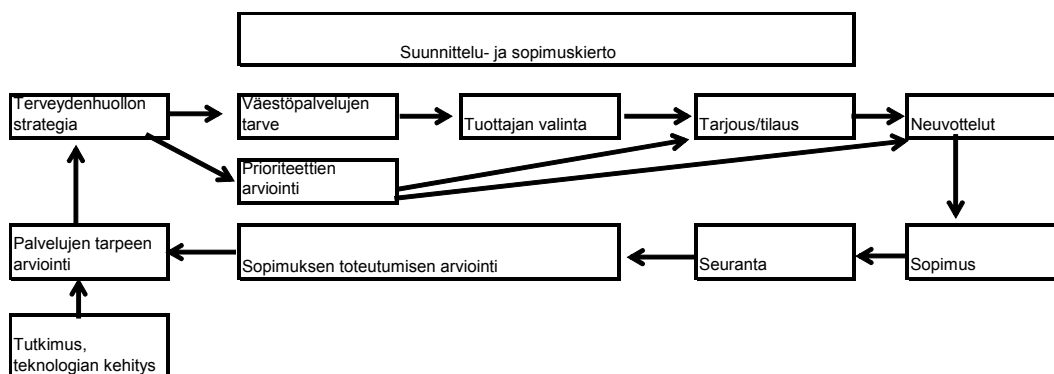 Suunnittelu- ja sopimuskierto
Terveydenhuollon
strategia
Väestöpalvelujen
tarve
Tuottajan valinta
Tarjous/tilaus
Neuvottelut
Prioriteettien
arviointi
Palvelujen tarpeen
arviointi
Sopimuksen toteutumisen arviointi
Seuranta
Sopimus
Tutkimus,
teknologian kehitys